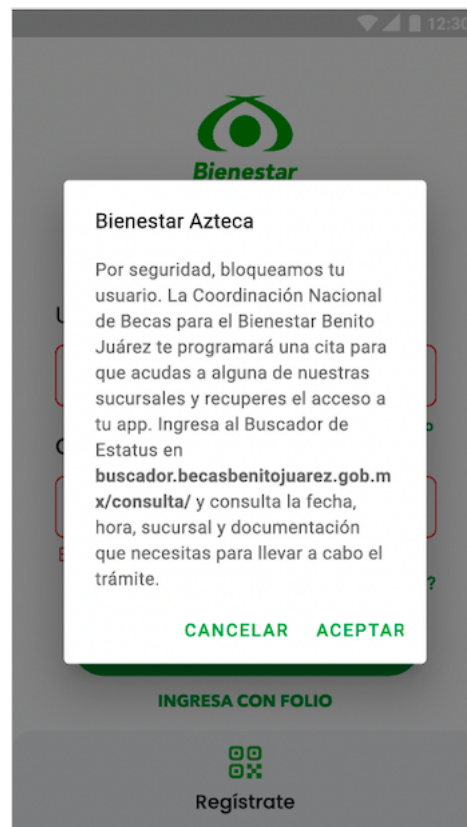 12:30
Bienestar
Bienestar Azteca
Por seguridad, bloqueamos tu
usuario. La Coordinación Nacional
de Becas para el Bienestar Benito
Juárez te programará una cita para
que acudas a alguna de nuestras
sucursales y recuperes el acceso a
tu app. Ingresa al Buscador de
Estatus en
buscador.becasbenitojuarez.gob.m
x/consulta/ y consulta la fecha,
hora, sucursal y documentación
que necesitas para llevar a cabo el
trámite.
CANCELAR ACEPTAR
INGRESA CON FOLIO
Regístrate